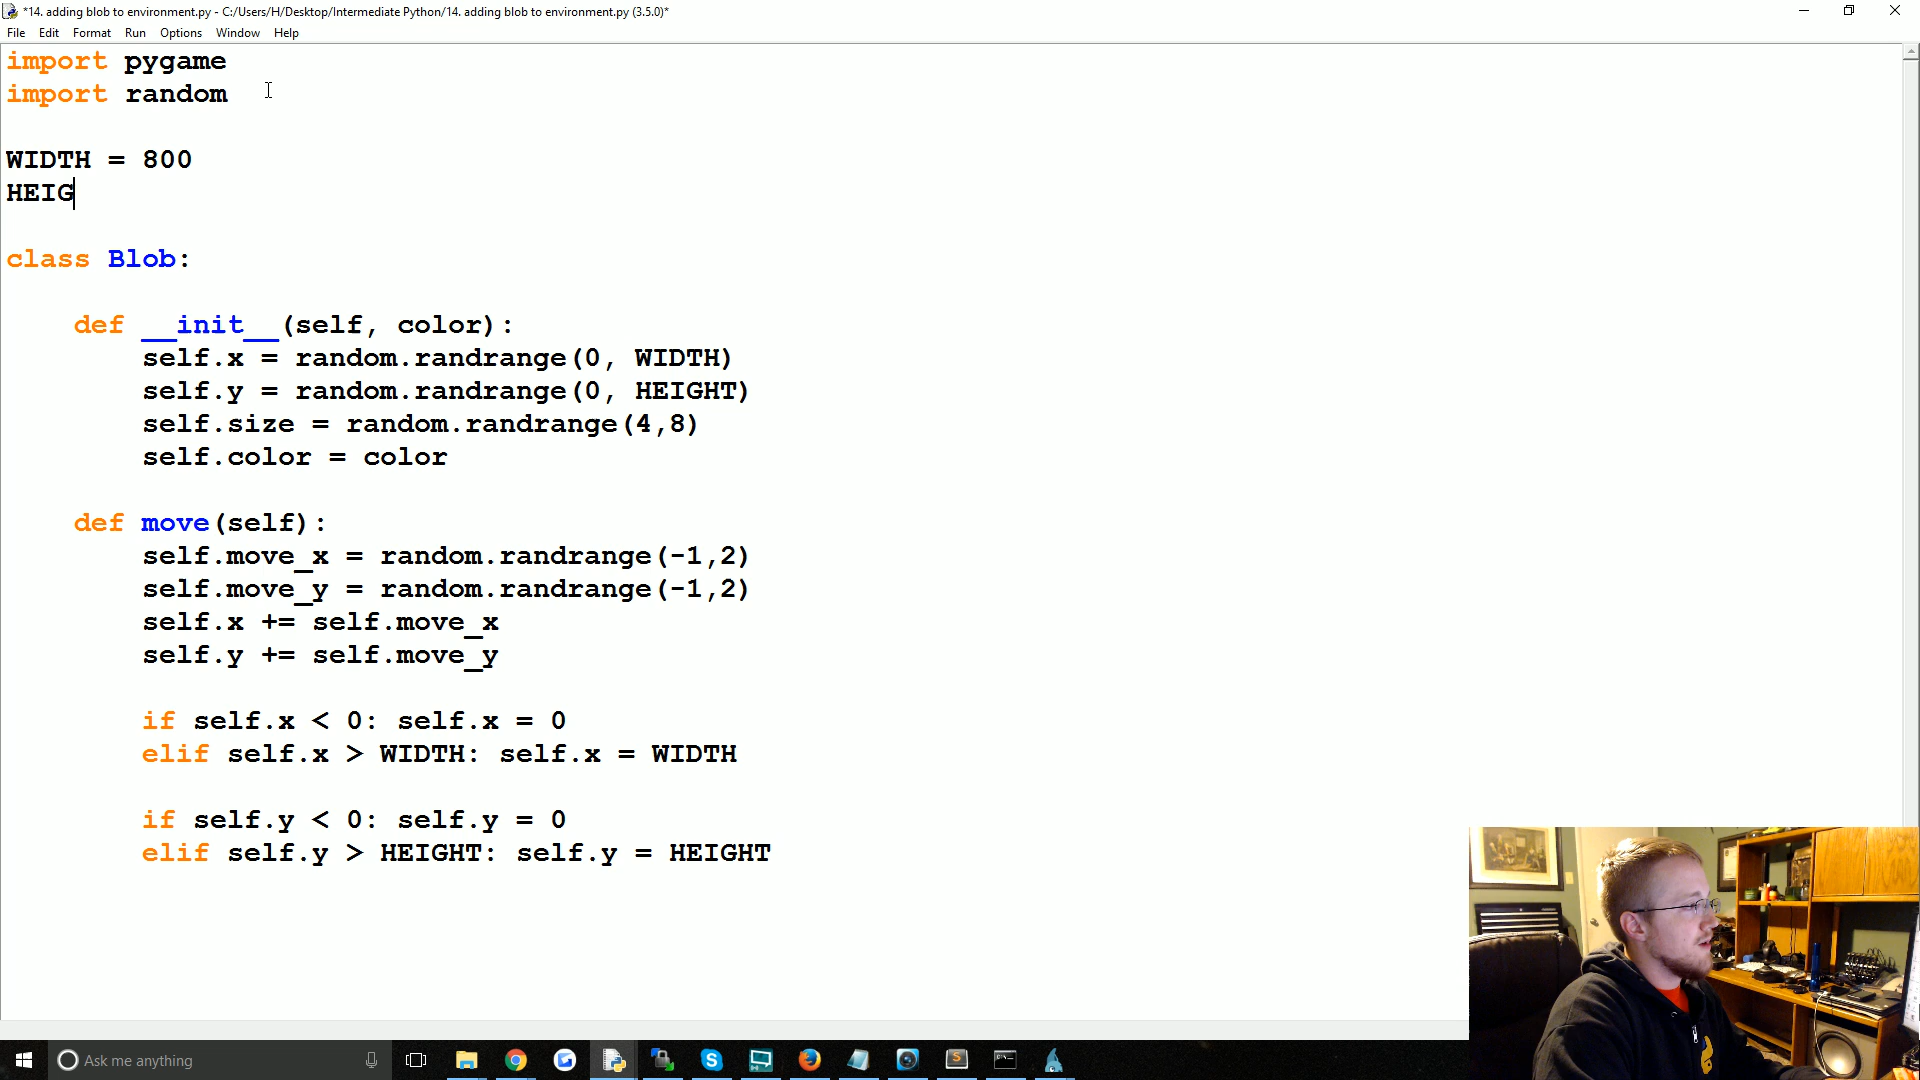 *14. adding blob to environment.py - C:/Users/H/Desktop/Intermediate Python/14. adding blob to environment.py (3.5.0)*
File Edit Format Run Options Window Help
import pygame
import random
WIDTH = 800
HEIG
class Blob:
def __init__(self, color):
self.x = random.randrange(0, WIDTH)
self.y = random.randrange(0, HEIGHT)
self.size = random.randrange(4,8)
self.color = color
def move(self):
self.move_x = random.randrange(-1,2)
self.move_y = random.randrange(-1,2)
self.x += self.move_x
self.y += self.move_y
if self.x < 0: self.x = 0
elif self.x > WIDTH: self.x = WIDTH
if self.y < 0: self.y = 0
elif self.y > HEIGHT: self.y = HEIGHT
Ask me anything